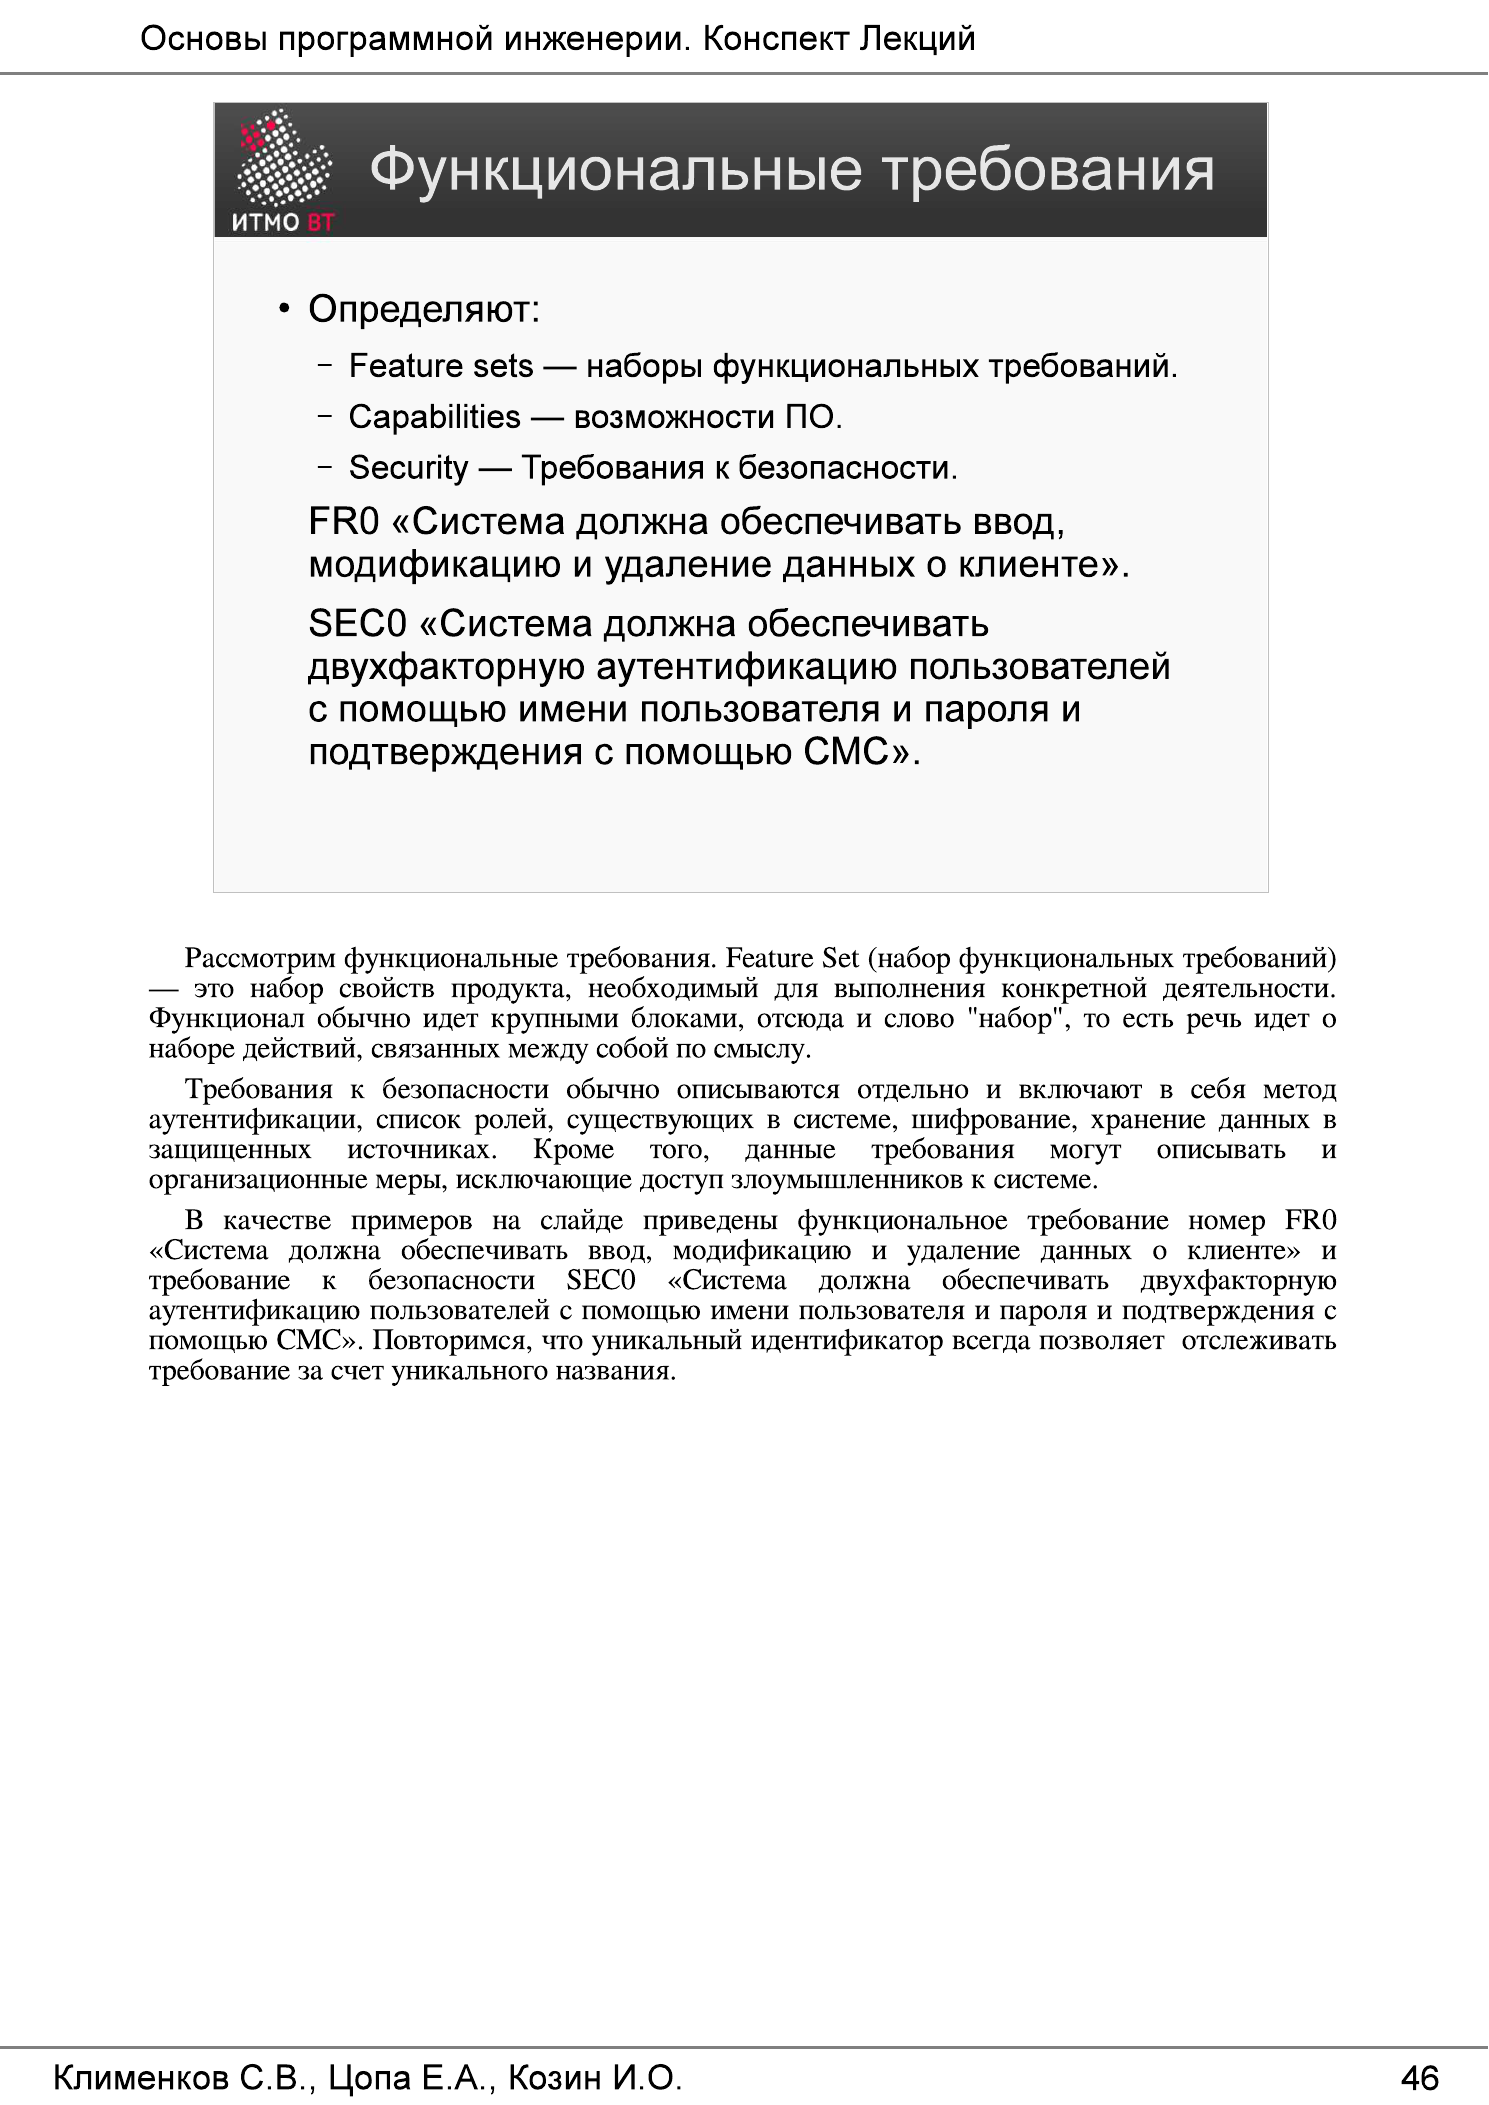 Основы программной инженерии. Конспект Лекций
ИТМО ВТ
Функциональные требования
• Определяют:
– Feature sets — наборы функциональных требований.
– Capabilities — возможности ПО.
– Security — Требования к безопасности.
FR0 «Система должна обеспечивать ввод,
модификацию и удаление данных о клиенте».
SEC0 «Система должна обеспечивать
двухфакторную аутентификацию пользователей
с помощью имени пользователя и пароля и
подтверждения с помощью СМС».
Рассмотрим функциональные требования. Feature Set (набор функциональных требований)
— это набор свойств продукта, необходимый для выполнения конкретной деятельности.
Функционал обычно идет крупными блоками, отсюда и слово "набор", то есть речь идет о
наборе действий, связанных между собой по смыслу.
Требования к безопасности обычно описываются отдельно и включают в себя метод
аутентификации, список ролей, существующих в системе, шифрование, хранение данных в
защищенных источниках. Кроме того, данные требования могут описывать и
организационные меры, исключающие доступ злоумышленников к системе.
В качестве примеров на слайде приведены функциональное требование номер FR0
«Система должна обеспечивать ввод, модификацию и удаление данных о клиенте» и
требование к безопасности SEC0 «Система должна обеспечивать двухфакторную
аутентификацию пользователей с помощью имени пользователя и пароля и подтверждения с
помощью СМС». Повторимся, что уникальный идентификатор всегда позволяет отслеживать
требование за счет уникального названия.
Клименков С.В., Цопа Е.А., Козин И.О.
46